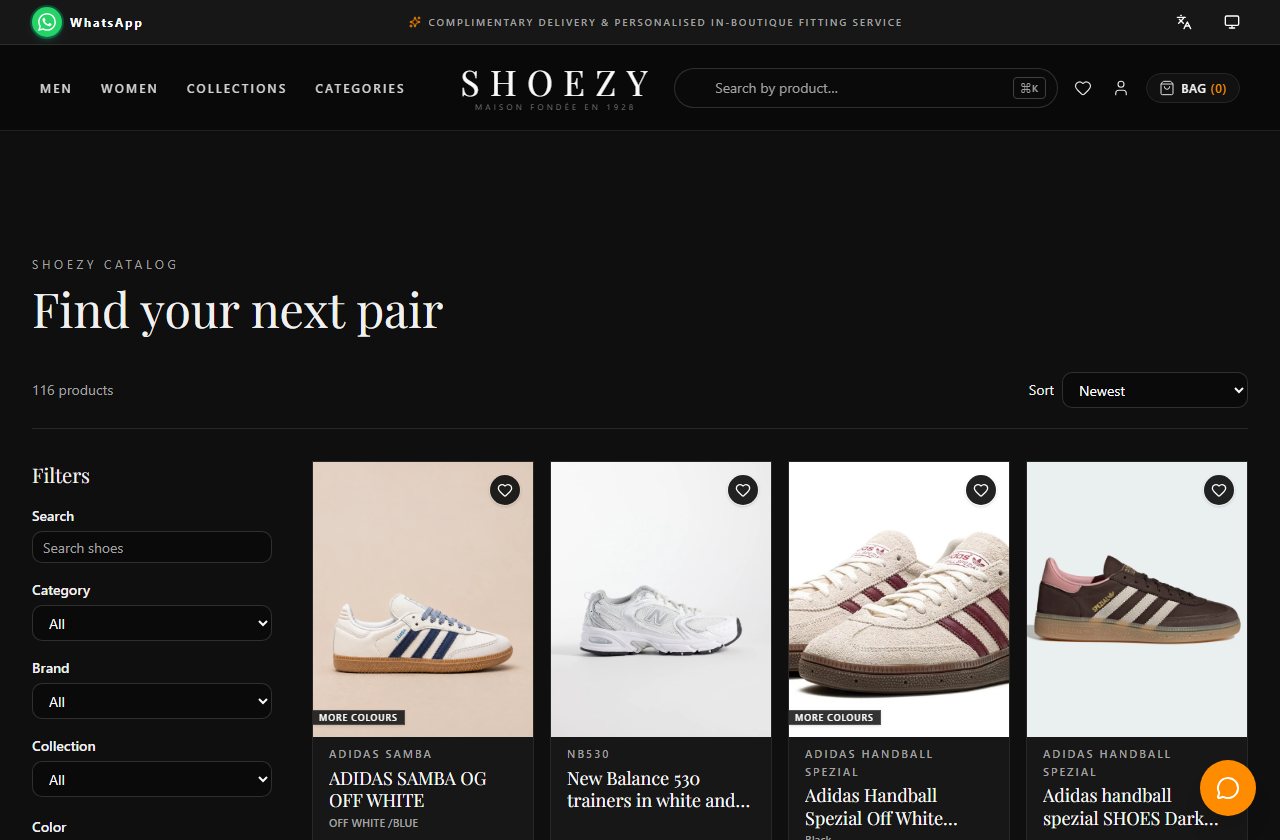 WhatsApp
COMPLIMENTARY DELIVERY & PERSONALISED IN-BOUTIQUE FITTING SERVICE
MEN
WOMEN
COLLECTIONS
CATEGORIES
SHOEZY
MAISON FONDÉE EN 1928
Search by product...
⌘K
BAG (0)
SHOEZY CATALOG
Find your next pair
116 products
Sort
Newest
Filters
Search
Search shoes
Category
All
Brand
All
Collection
All
Color
MORE COLOURS
ADIDAS SAMBA
ADIDAS SAMBA OG
OFF WHITE
OFF WHITE /BLUE
NB530
New Balance 530
trainers in white and...
MORE COLOURS
ADIDAS HANDBALL
SPEZIAL
Adidas Handball
Spezial Off White...
Black
ADIDAS HANDBALL
SPEZIAL
Adidas handball
spezial SHOES Dark...